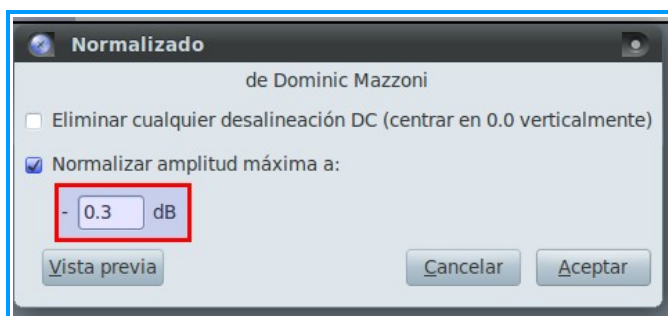 Normalizado
de Dominic Mazzoni
Eliminar cualquier desalineación DC (centrar en 0.0 verticalmente)
Normalizar amplitud máxima a:
- 0.3 dB
Vista previa Cancelar Aceptar